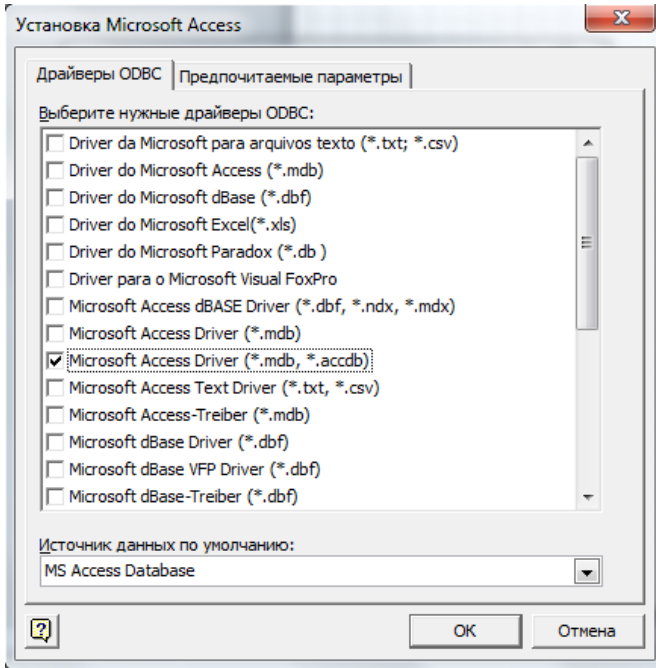 Установка Microsoft Access
Драйверы ODBC
Предпочитаемые параметры
Выберите нужные драйверы ODBC:
Driver da Microsoft para arquivos texto (*.txt; *.csv)
Driver do Microsoft Access (*.mdb)
Driver do Microsoft dBase (*.dbf)
Driver do Microsoft Excel(*.xls)
Driver do Microsoft Paradox (*.db )
Driver para o Microsoft Visual FoxPro
Microsoft Access dBASE Driver (*.dbf, *.ndx, *.mdx)
Microsoft Access Driver (*.mdb)
Microsoft Access Driver (*.mdb, *.accdb)
Microsoft Access Text Driver (*.txt, *.csv)
Microsoft Access-Treiber (*.mdb)
Microsoft dBase Driver (*.dbf)
Microsoft dBase VFP Driver (*.dbf)
Microsoft dBase-Treiber (*.dbf)
Источник данных по умолчанию:
MS Access Database
?
OK
Отмена